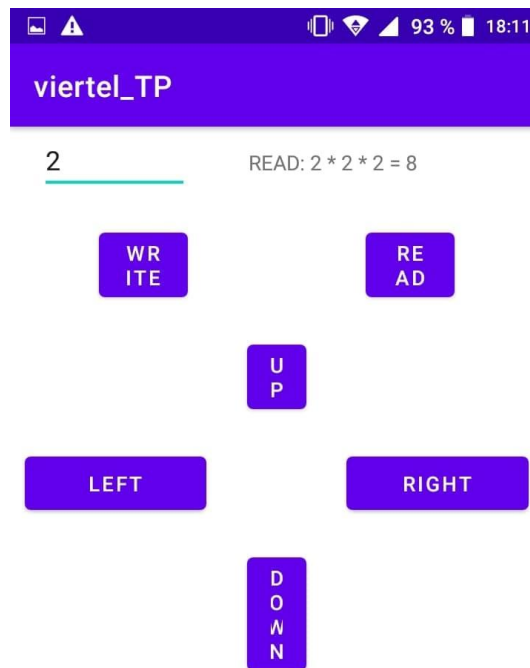 93 % 18:11
viertel_TP
2 READ: 2 * 2 * 2 = 8
WR RE
ITE AD
U
P
LEFT RIGHT
D
O
W
N